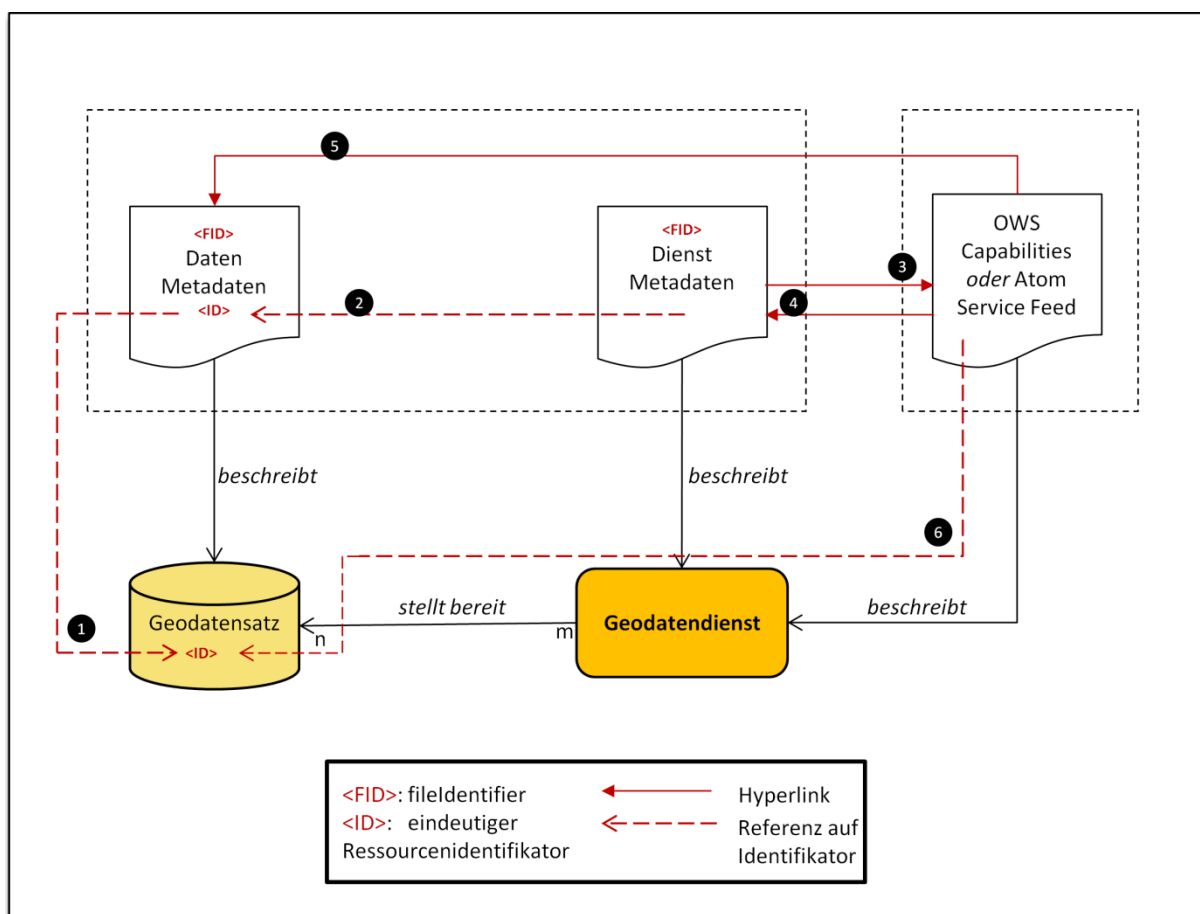 5
<FID>
Daten
Metadaten
<ID>
<FID>
Dienst
Metadaten
OWS
Capabilities
oder Atom
Service Feed
2
3
4
beschreibt
beschreibt
6
1
Geodatensatz
<ID>
n
stellt bereit
m
Geodatendienst
beschreibt
<FID>: fileIdentifier
<ID>: eindeutiger
Ressourcenidentifikator
Hyperlink
Referenz auf
Identifikator